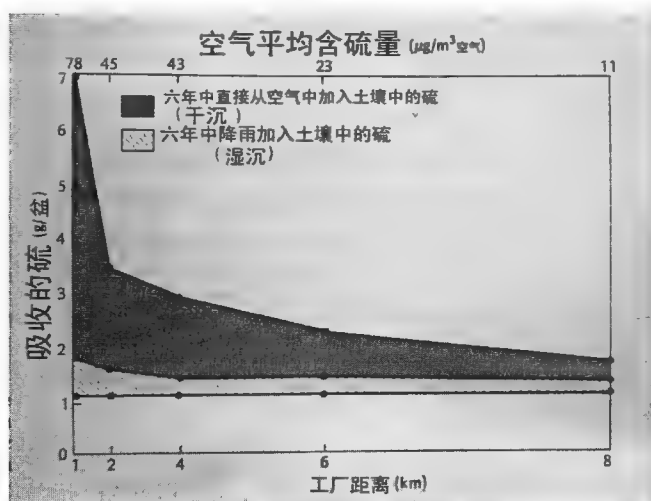 空气平均含硫量 (μg/m³空气)
78 45 43 23 11
六年中直接从空气中加入土壤中的硫
(干沉)
六年中降雨加入土壤中的硫
(湿沉)
吸收的硫 (g/盆)
7
6
5
4
3
2
1
0
1 2 4 6 8
工厂距离 (km)